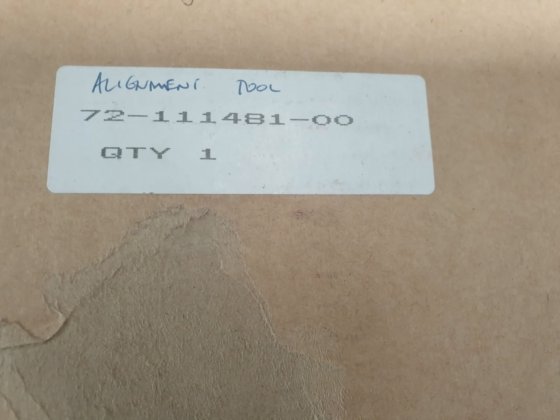 ALIGNMENT TOOL
72-111481-00
QTY 1